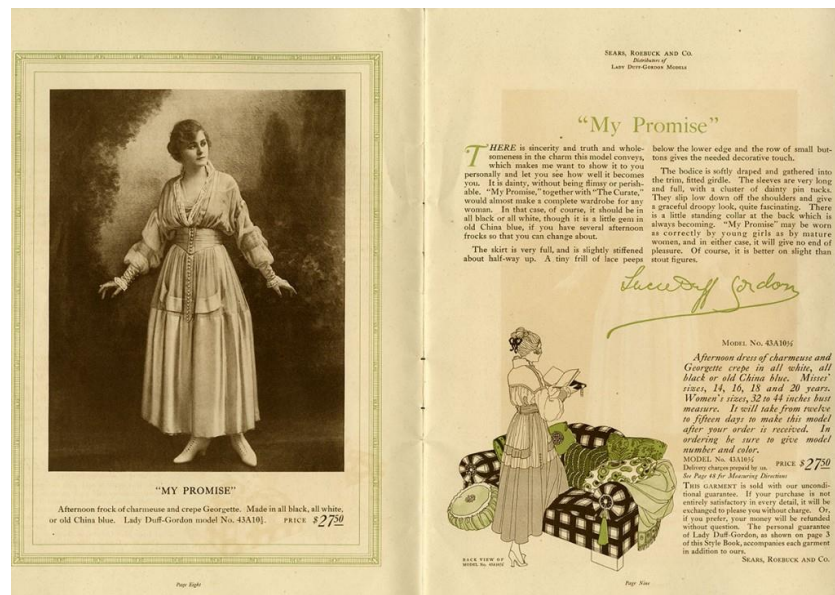 "MY PROMISE"
Afternoon frock of charmeuse and crepe Georgette. Made in all black, all white,
or old China blue. Lady Duff-Gordon model No. 43A10½. PRICE $27.50
Page Eight
SEARS, ROEBUCK AND CO.
Distributors of
LADY DUFF-GORDON MODELS
"My Promise"
THERE is sincerity and truth and whole-
someness in the charm this model conveys,
which makes me want to show it to you
personally and let you see how well it becomes
you. It is dainty, without being flimsy or perish-
able. "My Promise," together with "The Curate,"
would almost make a complete wardrobe for any
woman. In that case, of course, it should be in
all black or all white, though it is a little gem in
old China blue, if you have several afternoon
frocks so that you can change about.
The skirt is very full, and is slightly stiffened
about half-way up. A tiny frill of lace peeps
below the lower edge and the row of small but-
tons gives the needed decorative touch.
The bodice is softly draped and gathered into
the trim, fitted girdle. The sleeves are very long
and full, with a cluster of dainty pin tucks.
They slip low down off the shoulders and give
a graceful droopy look, quite fascinating. There
is a little standing collar at the back which is
always becoming. "My Promise" may be worn
as correctly by young girls as by mature
women, and in either case, it will give no end of
pleasure. Of course, it is better on slight than
stout figures.
Lucie Duff Gordon
MODEL NO. 43A10½
Afternoon dress of charmeuse and
Georgette crepe in all white, all
black or old China blue. Misses'
sizes, 14, 16, 18 and 20 years.
Women's sizes, 32 to 44 inches bust
measure. It will take from twelve
to fifteen days to make this model
after your order is received. In
ordering be sure to give model
number and color.
MODEL No. 43A10½
Delivery charges prepaid by us. PRICE $27.50
See Page 48 for Measuring Directions
THIS GARMENT is sold with our uncondi-
tional guarantee. If your purchase is not
entirely satisfactory in every detail, it will be
exchanged to please you without charge. Or,
if you prefer, your money will be refunded
without question. The personal guarantee
of Lady Duff-Gordon, as shown on page 3
of this Style Book, accompanies each garment
in addition to ours.
SEARS, ROEBUCK AND CO.
BACK VIEW OF
MODEL No. 43A10½
Page Nine